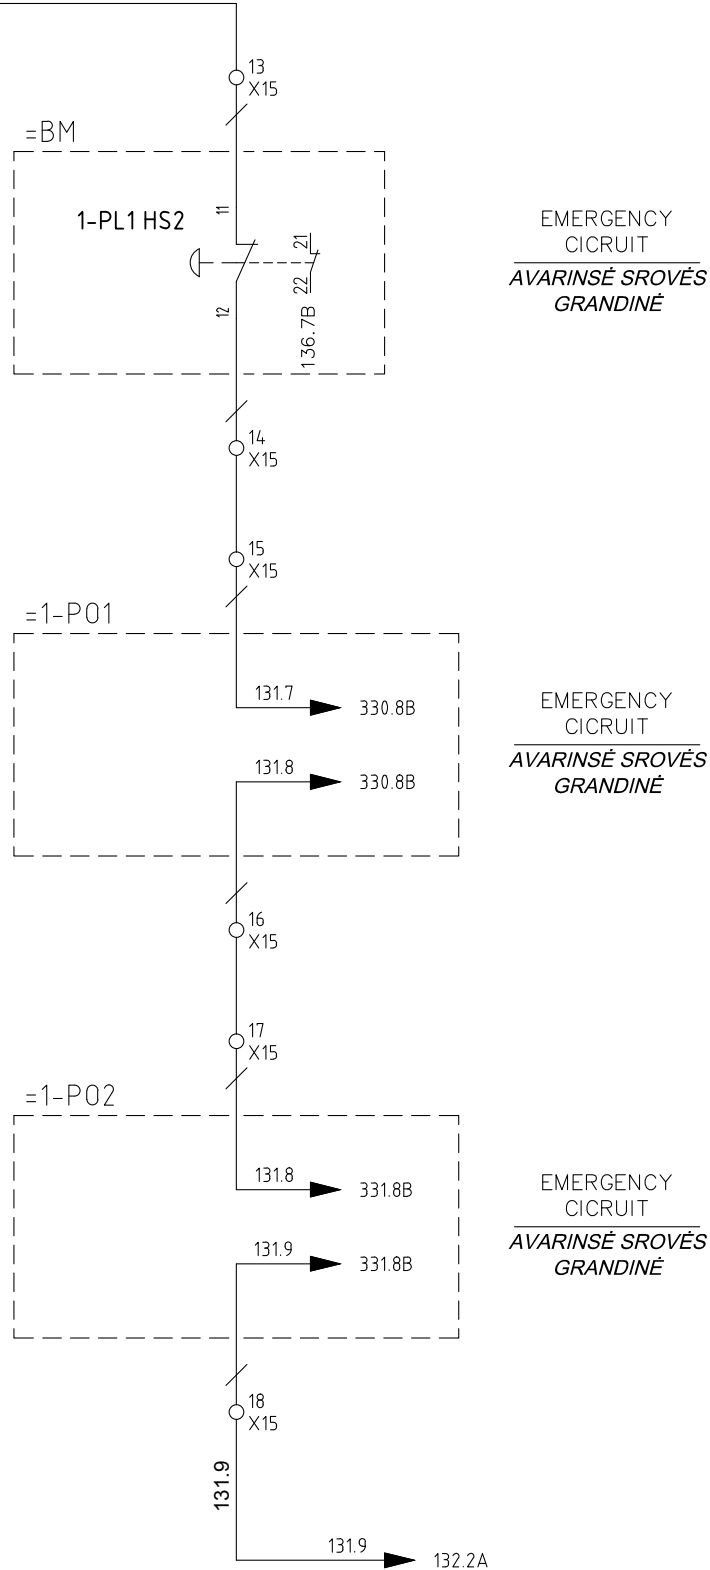 13
X15
=BM
1-PL1 HS2
11
12
21
22
136.7B
EMERGENCY
CICRUIT
AVARINSĖ SROVĖS
GRANDINĖ
14
X15
15
X15
=1-P01
131.7
330.8B
131.8
330.8B
EMERGENCY
CICRUIT
AVARINSĖ SROVĖS
GRANDINĖ
16
X15
17
X15
=1-P02
131.8
331.8B
131.9
331.8B
EMERGENCY
CICRUIT
AVARINSĖ SROVĖS
GRANDINĖ
18
X15
131.9
131.9
132.2A